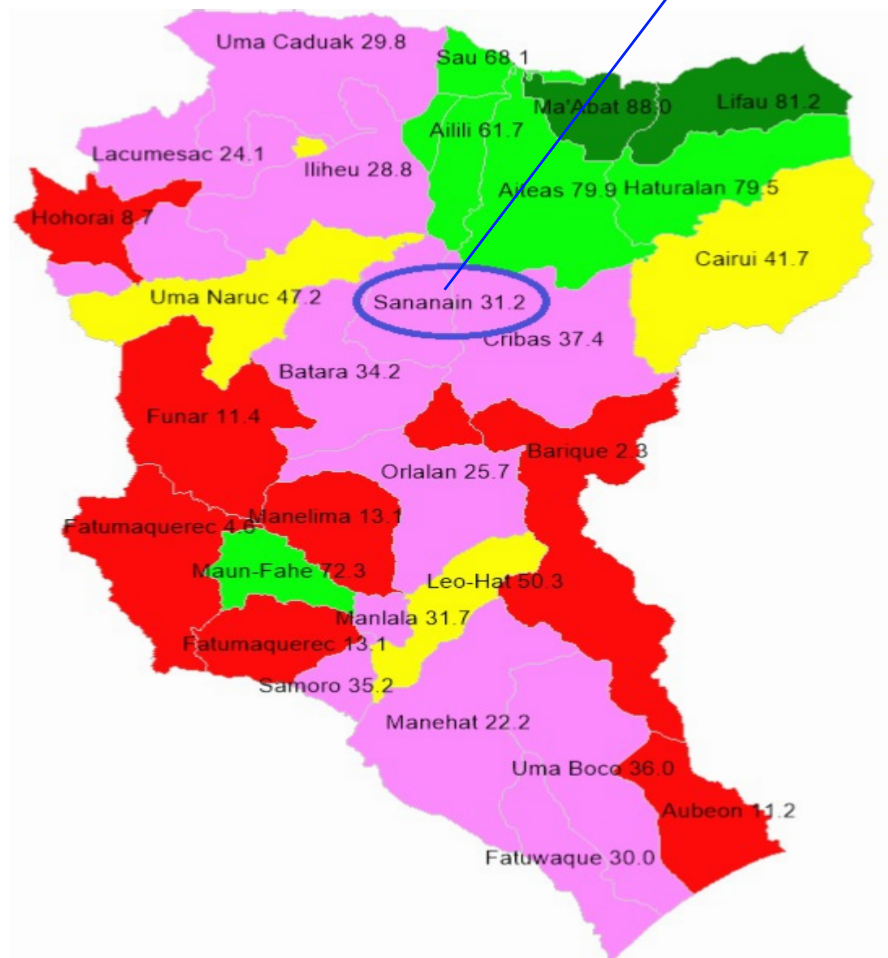 Uma Caduak 29.8
Sau 68.1
Ma'Abat 88.0
Lifau 81.2
Ailili 61.7
Lacumesac 24.1
Iliheu 28.8
Aiteas 79.9
Haturalan 79.5
Hohorai 8.7
Cairui 41.7
Uma Naruc 47.2
Sananain 31.2
Cribas 37.4
Batara 34.2
Funar 11.4
Barique 2.3
Orlalan 25.7
Manelima 13.1
Fatumaquerec 4.6
Maun-Fahe 72.3
Leo-Hat 50.3
Manlala 31.7
Fatumaquerec 13.1
Samoro 35.2
Manehat 22.2
Uma Boco 36.0
Aubeon 11.2
Fatuwaque 30.0